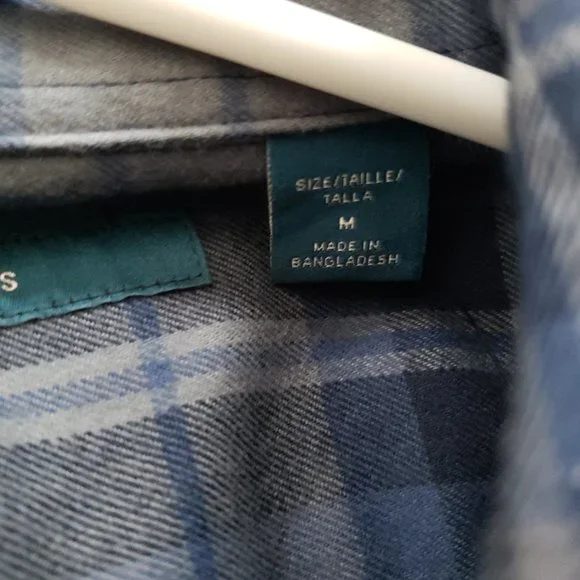 SIZE/TAILLE/
TALLA
M
MADE IN
BANGLADESH
S